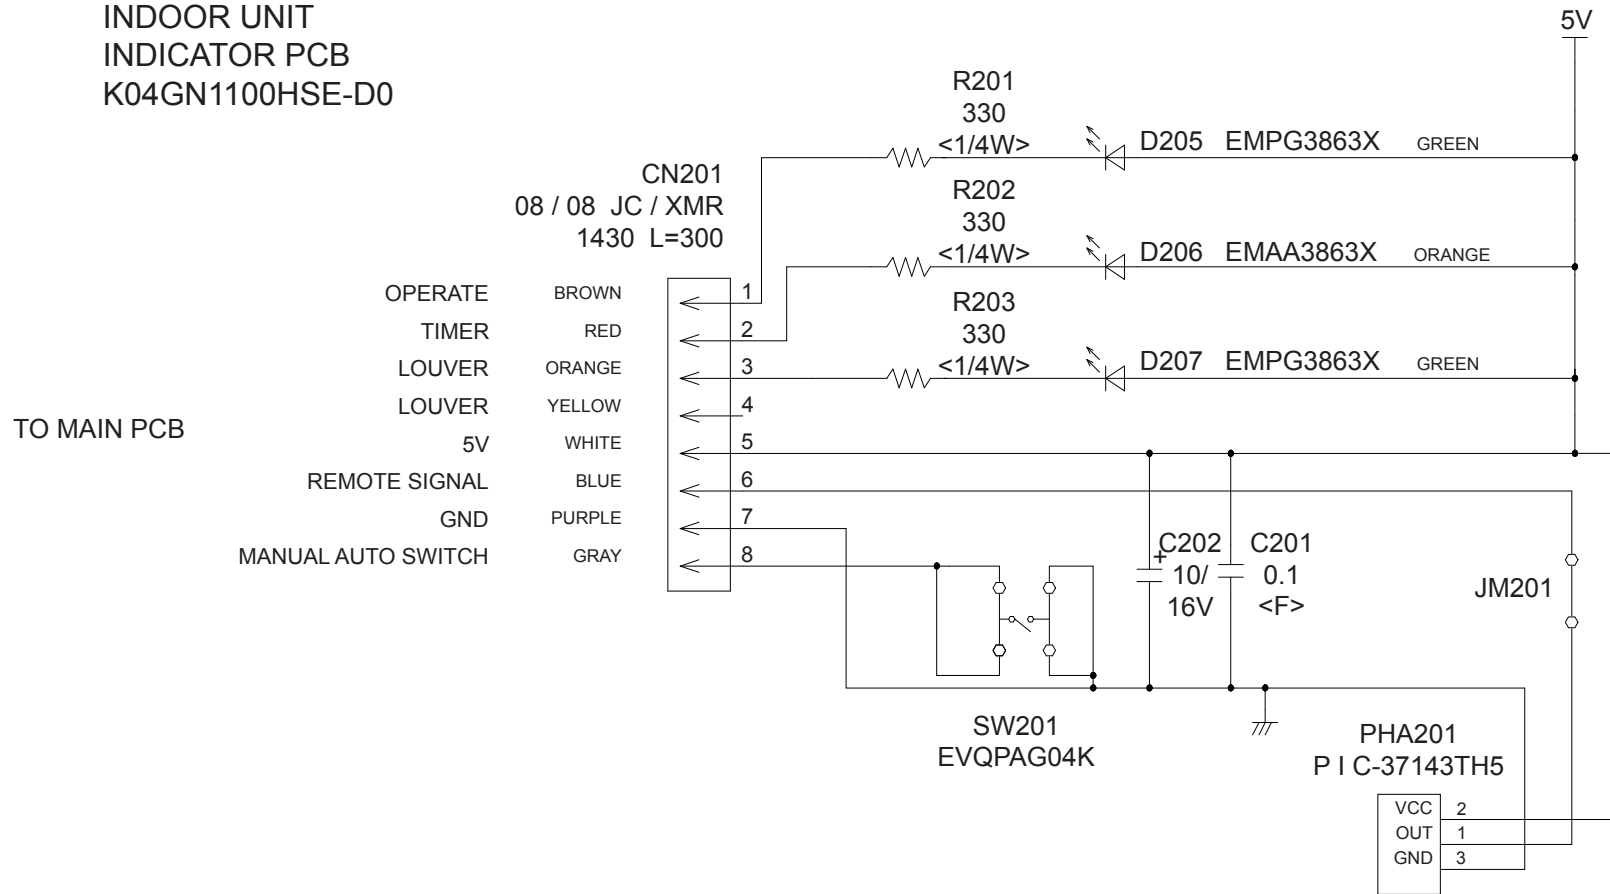 INDOOR UNIT
INDICATOR PCB
K04GN1100HSE-D0
5V
R201
330
<1/4W>
D205 EMPG3863X GREEN
CN201
08 / 08 JC / XMR
1430 L=300
R202
330
<1/4W>
D206 EMAA3863X ORANGE
R203
330
<1/4W>
D207 EMPG3863X GREEN
OPERATE BROWN 1
TIMER RED 2
LOUVER ORANGE 3
LOUVER YELLOW 4
TO MAIN PCB
5V WHITE 5
REMOTE SIGNAL BLUE 6
GND PURPLE 7
MANUAL AUTO SWITCH GRAY 8
+
C202
10/
16V
C201
0.1
<F>
JM201
SW201
EVQPAG04K
PHA201
P I C-37143TH5
VCC 2
OUT 1
GND 3